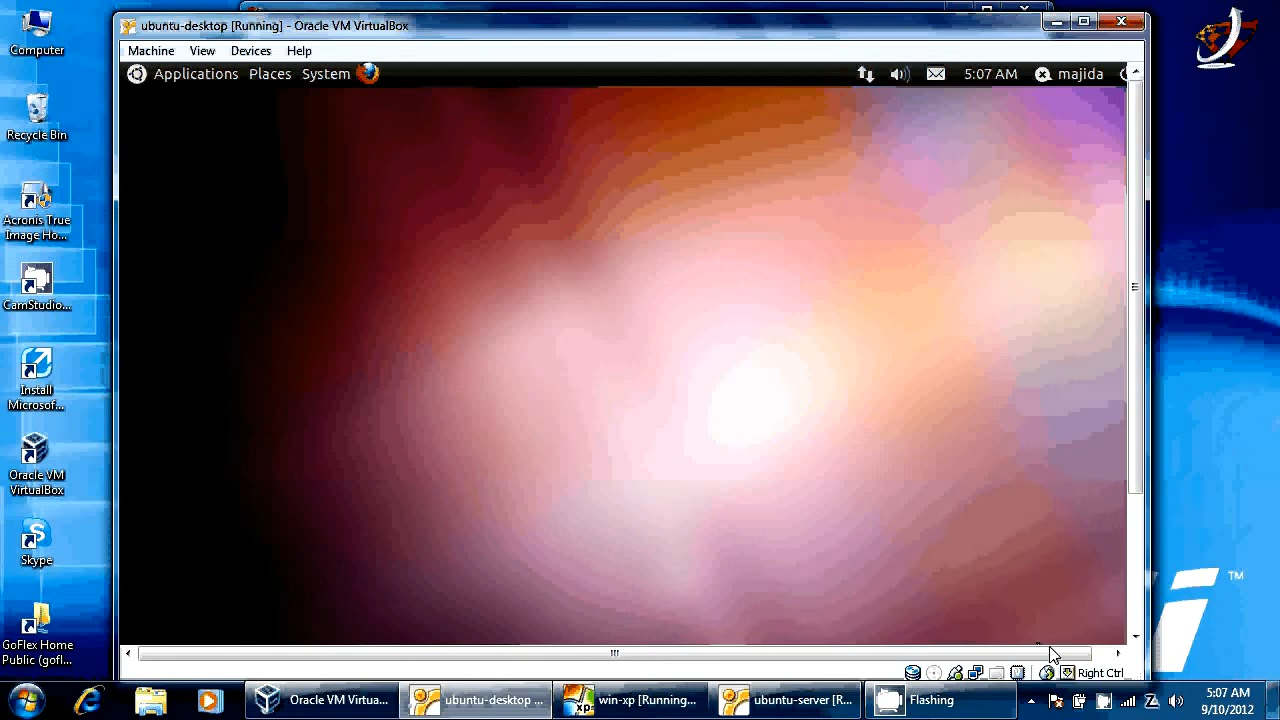 ubuntu-desktop [Running] - Oracle VM VirtualBox
Machine View Devices Help
Applications Places System 5:07 AM majida
Computer
Recycle Bin
Acronis True
Image Ho...
CamStudio...
Install
Microsof...
Oracle VM
VirtualBox
Skype
GoFlex Home
Public (gofl...
TM
Right Ctrl
Oracle VM Virtua...
ubuntu-desktop ...
win-xp [Running...
ubuntu-server [R...
Flashing
5:07 AM
9/10/2012